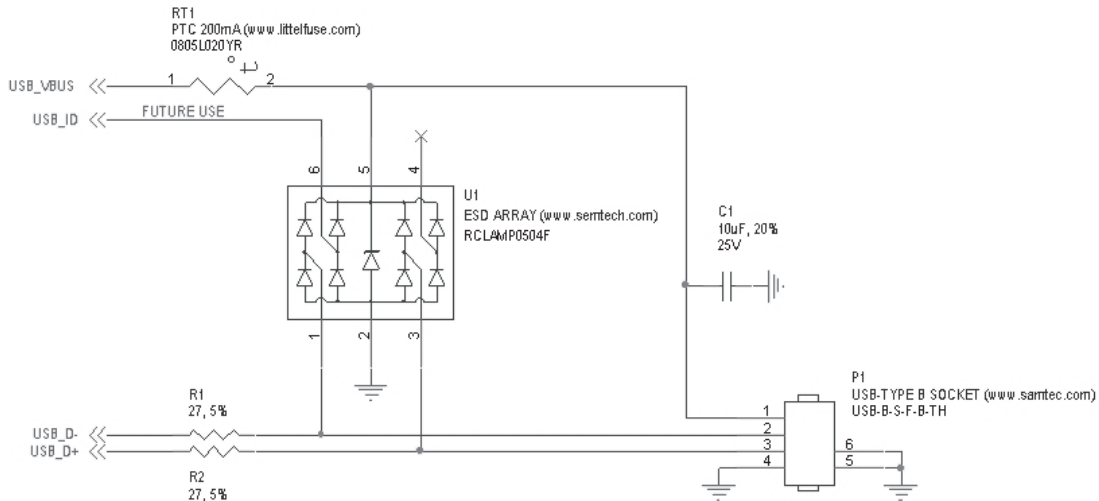 RT1
PTC 200mA (www.littelfuse.com)
0805L020YR
t°
USB_VBUS
1
2
USB_ID
FUTURE USE
6
5
4
U1
ESD ARRAY (www.semtech.com)
RCLAMP0504F
C1
10uF, 20%
25V
1
2
3
P1
USB-TYPE B SOCKET (www.samtec.com)
USB-B-S-F-B-TH
R1
27, 5%
USB_D-
USB_D+
R2
27, 5%
1
2
3
4
6
5